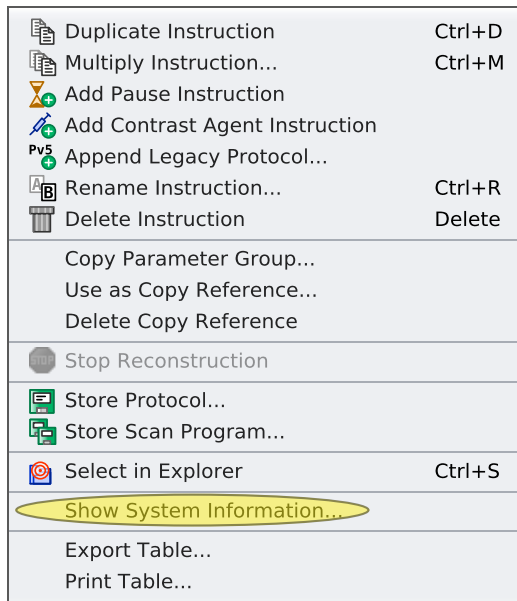 Duplicate Instruction Ctrl+D
Multiply Instruction... Ctrl+M
Add Pause Instruction
Add Contrast Agent Instruction
Pv5 Append Legacy Protocol...
A B Rename Instruction... Ctrl+R
Delete Instruction Delete
Copy Parameter Group...
Use as Copy Reference...
Delete Copy Reference
STOP Stop Reconstruction
Store Protocol...
Store Scan Program...
Select in Explorer Ctrl+S
Show System Information...
Export Table...
Print Table...